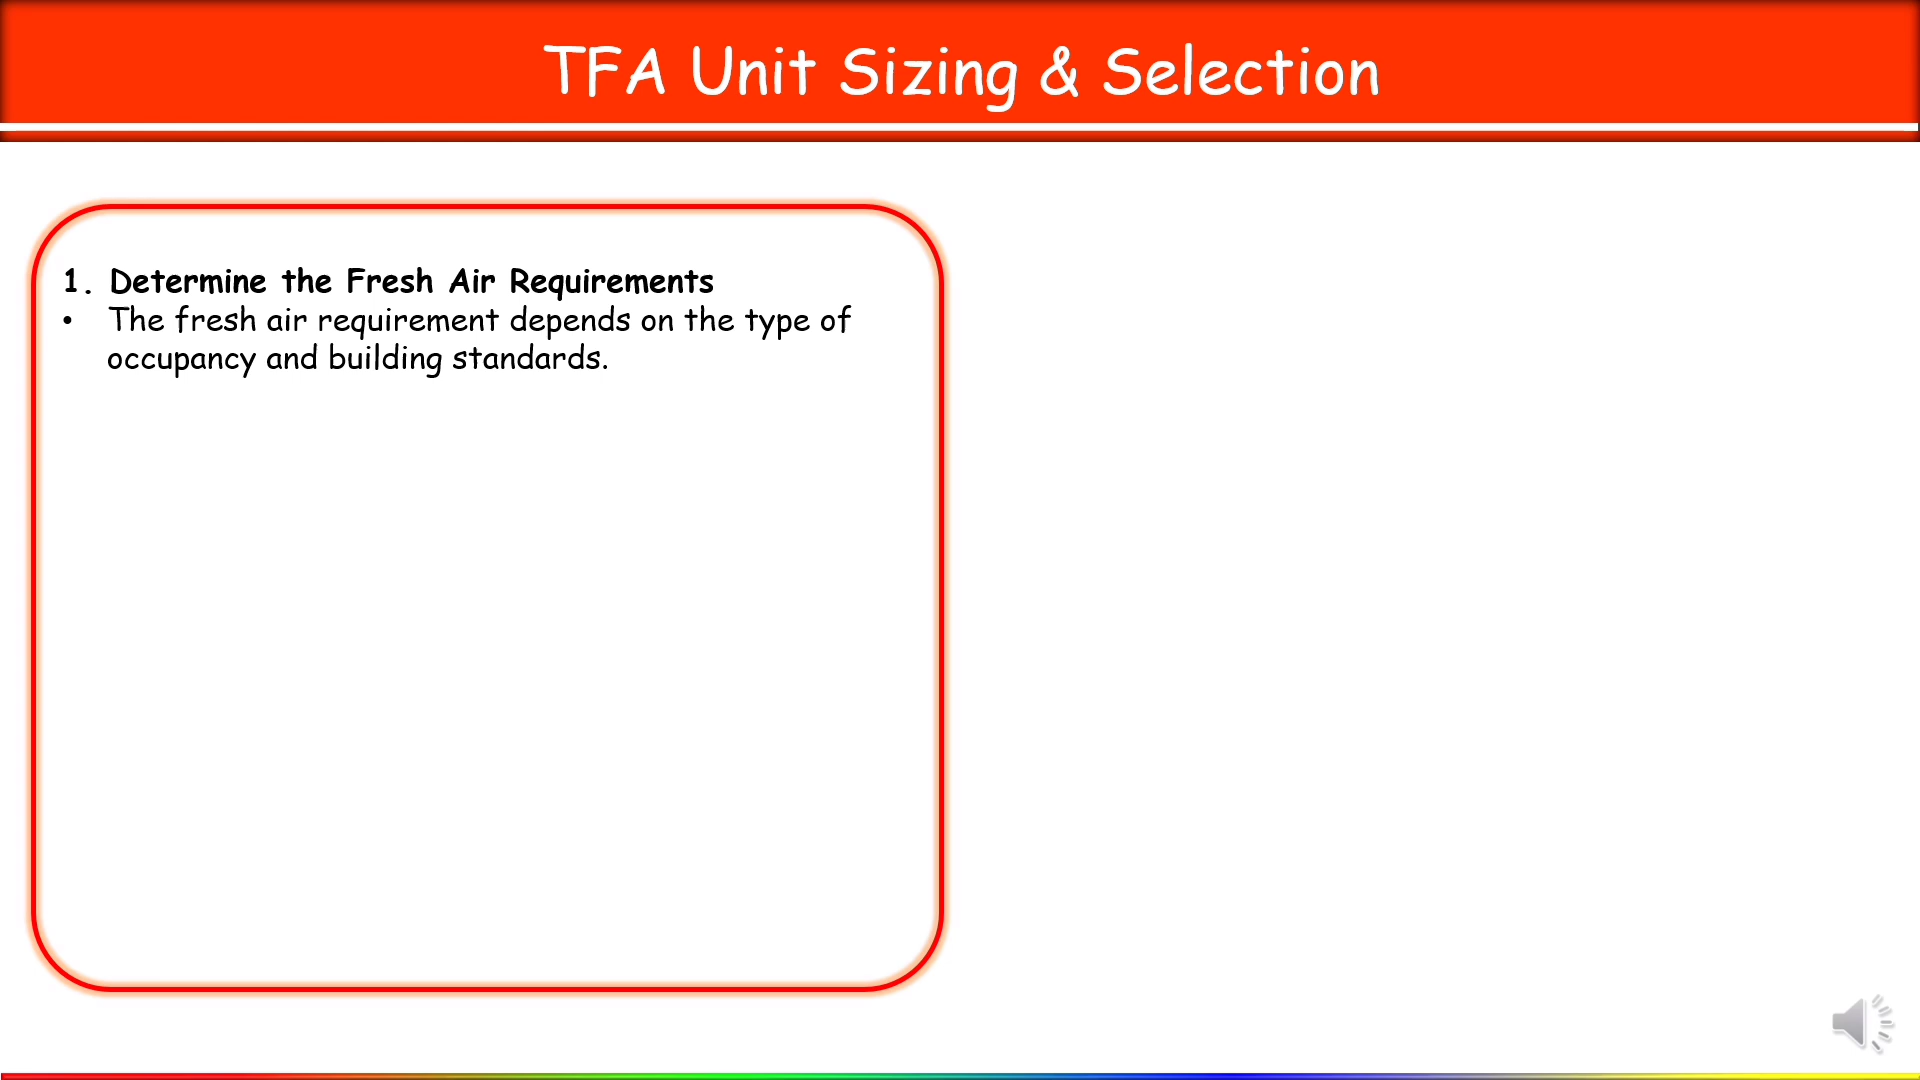 TFA Unit Sizing & Selection
1. Determine the Fresh Air Requirements
• The fresh air requirement depends on the type of
occupancy and building standards.